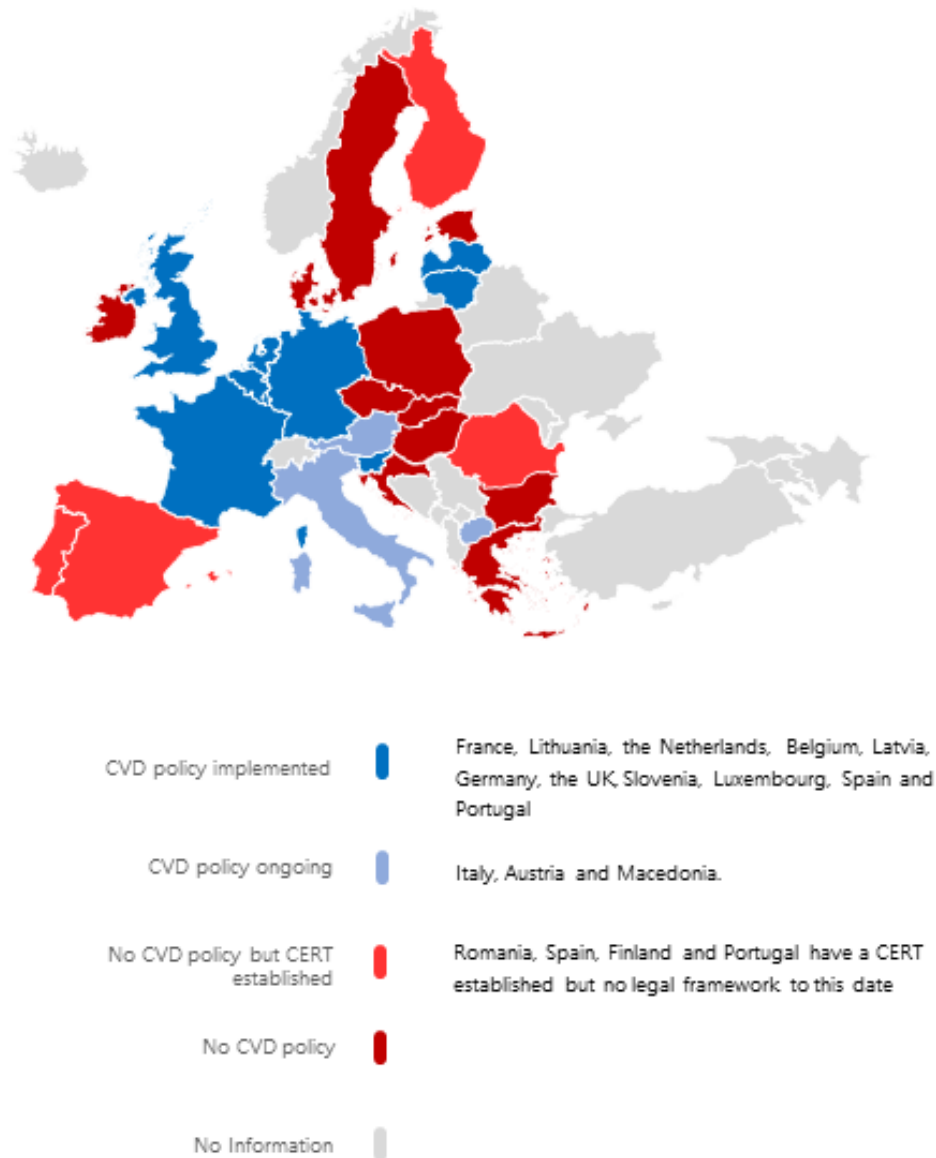 CVD policy implemented
France, Lithuania, the Netherlands, Belgium, Latvia,
Germany, the UK, Slovenia, Luxembourg, Spain and
Portugal
CVD policy ongoing
Italy, Austria and Macedonia.
No CVD policy but CERT
established
Romania, Spain, Finland and Portugal have a CERT
established but no legal framework to this date
No CVD policy
No Information